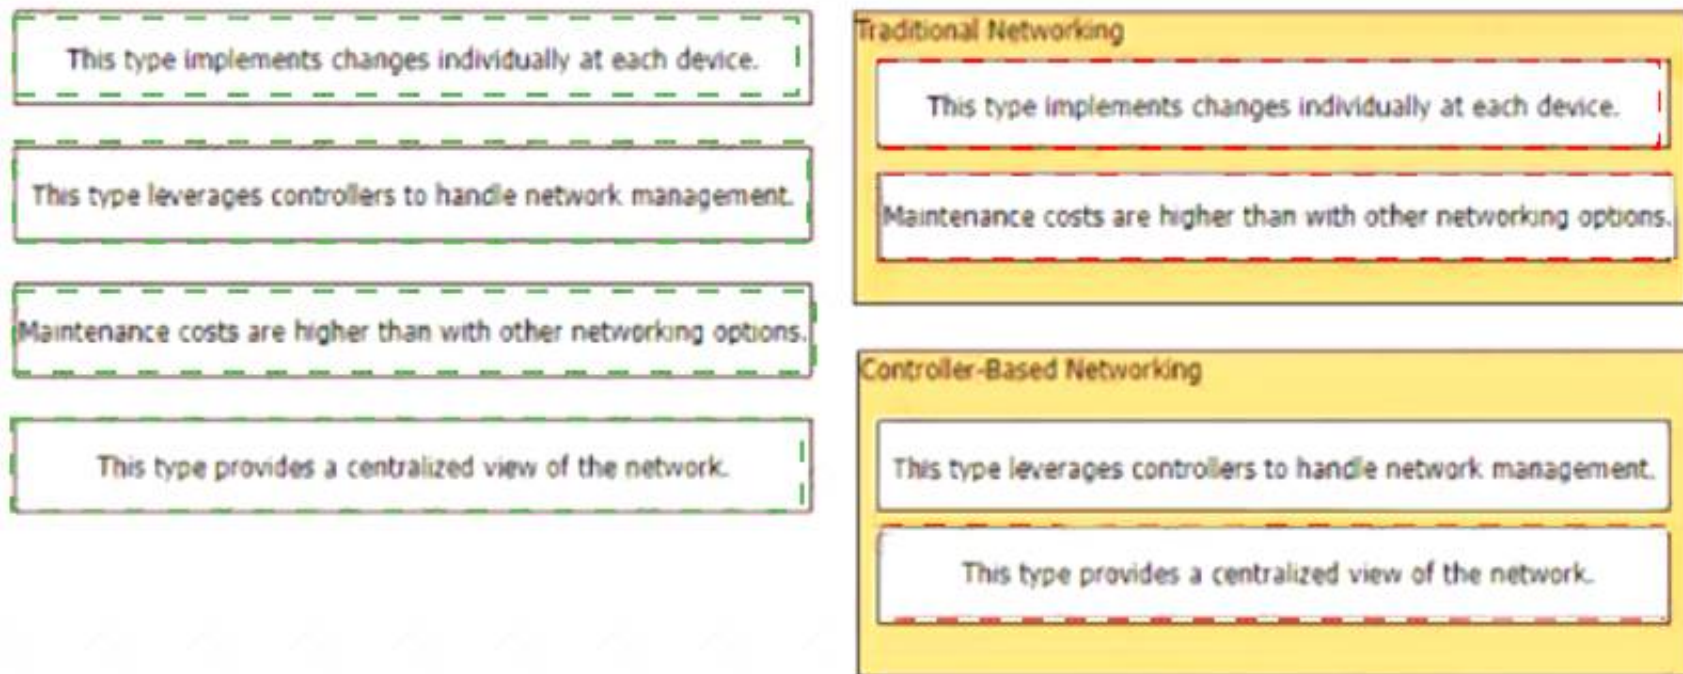 This type implements changes individually at each device.
This type leverages controllers to handle network management.
Maintenance costs are higher than with other networking options.
This type provides a centralized view of the network.
Traditional Networking
This type implements changes individually at each device.
Maintenance costs are higher than with other networking options.
Controller-Based Networking
This type leverages controllers to handle network management.
This type provides a centralized view of the network.